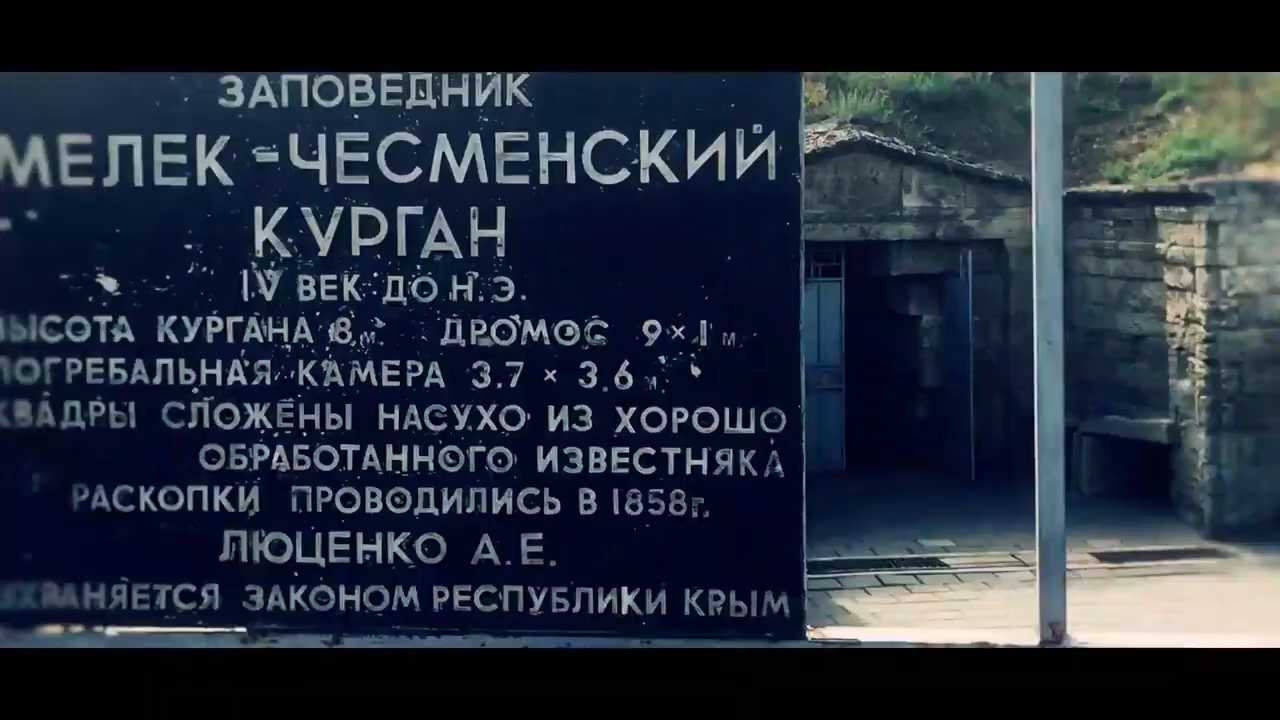 ЗАПОВЕДНИК
МЕЛЕК-ЧЕСМЕНСКИЙ
КУРГАН
IV ВЕК ДО Н.Э.
ВЫСОТА КУРГАНА 8 м. ДРОМОС 9×1 м.
ПОГРЕБАЛЬНАЯ КАМЕРА 3.7 × 3.6 м
КВАДРЫ СЛОЖЕНЫ НАСУХО ИЗ ХОРОШО
ОБРАБОТАННОГО ИЗВЕСТНЯКА
РАСКОПКИ ПРОВОДИЛИСЬ В 1858г.
ЛЮЦЕНКО А.Е.
ОХРАНЯЕТСЯ ЗАКОНОМ РЕСПУБЛИКИ КРЫМ